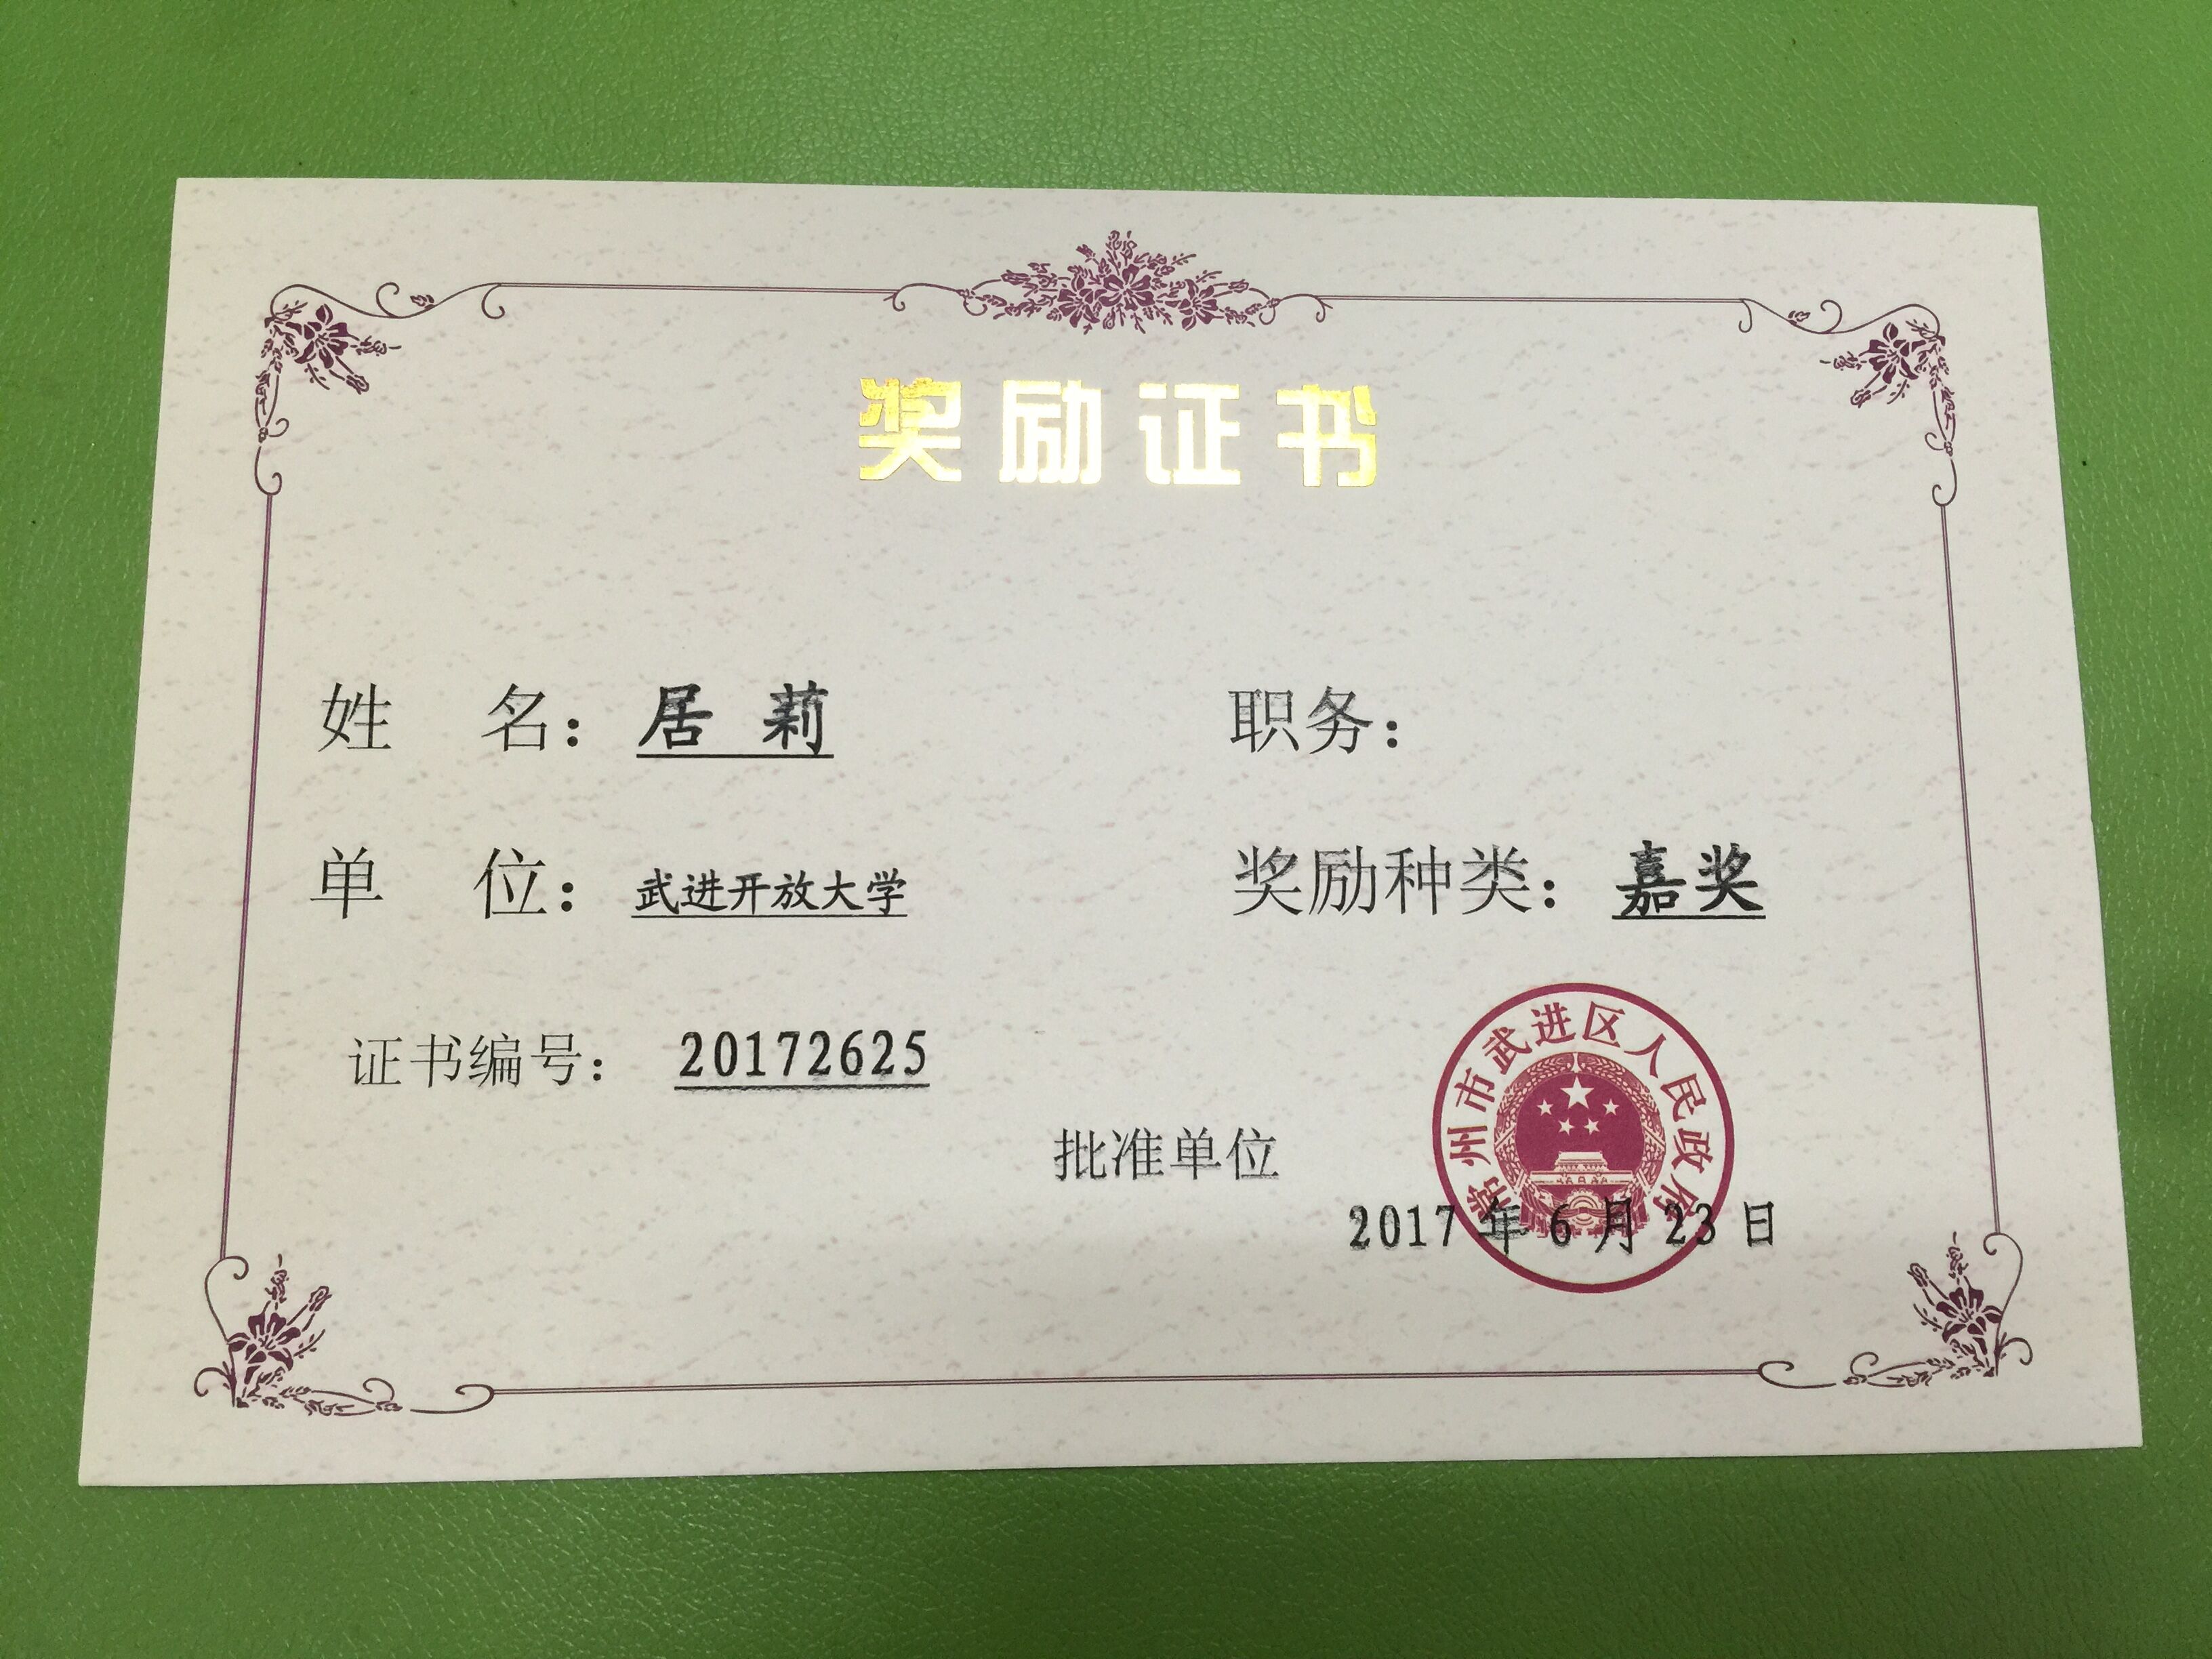 奖励证书
姓 名：居 莉
职务：
单 位：武进开放大学
奖励种类：嘉奖
证书编号：20172625
常州市武进区人民政府
批准单位
2017年6月23日